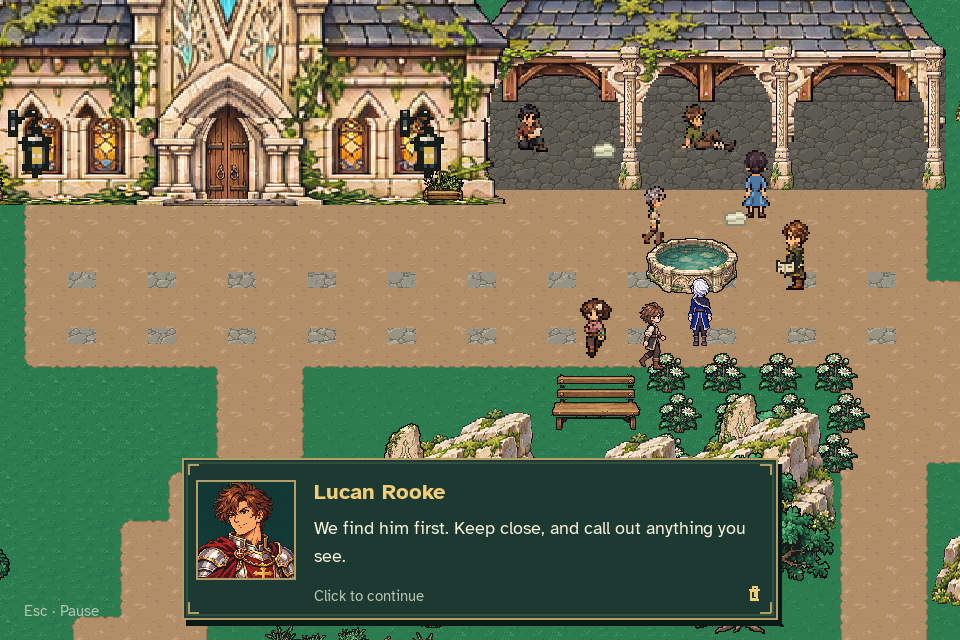 Lucan Rooke
We find him first. Keep close, and call out anything you
see.
Click to continue
Esc · Pause